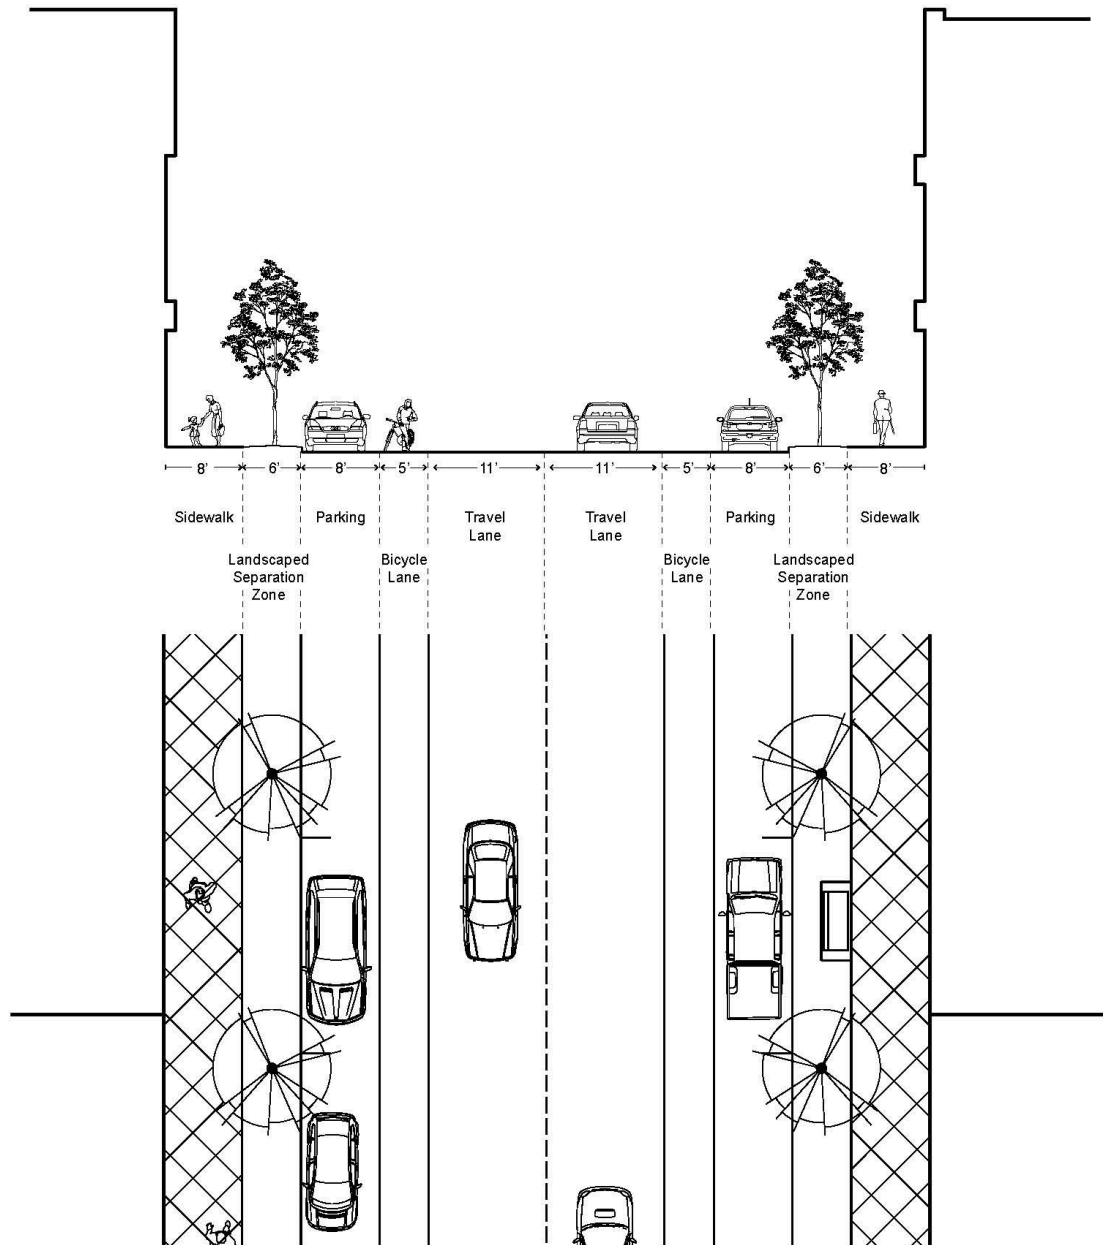 8' 6' 8' 5' 11' 11' 5' 8' 6' 8'
Sidewalk Parking Travel Travel Parking Sidewalk
Lane Lane
Landscaped Bicycle Bicycle Landscaped
Separation Lane Lane Separation
Zone Zone